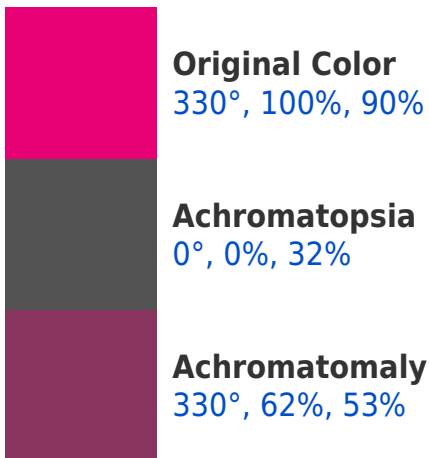 Original Color
330°, 100%, 90%
Achromatopsia
0°, 0%, 32%
Achromatomaly
330°, 62%, 53%